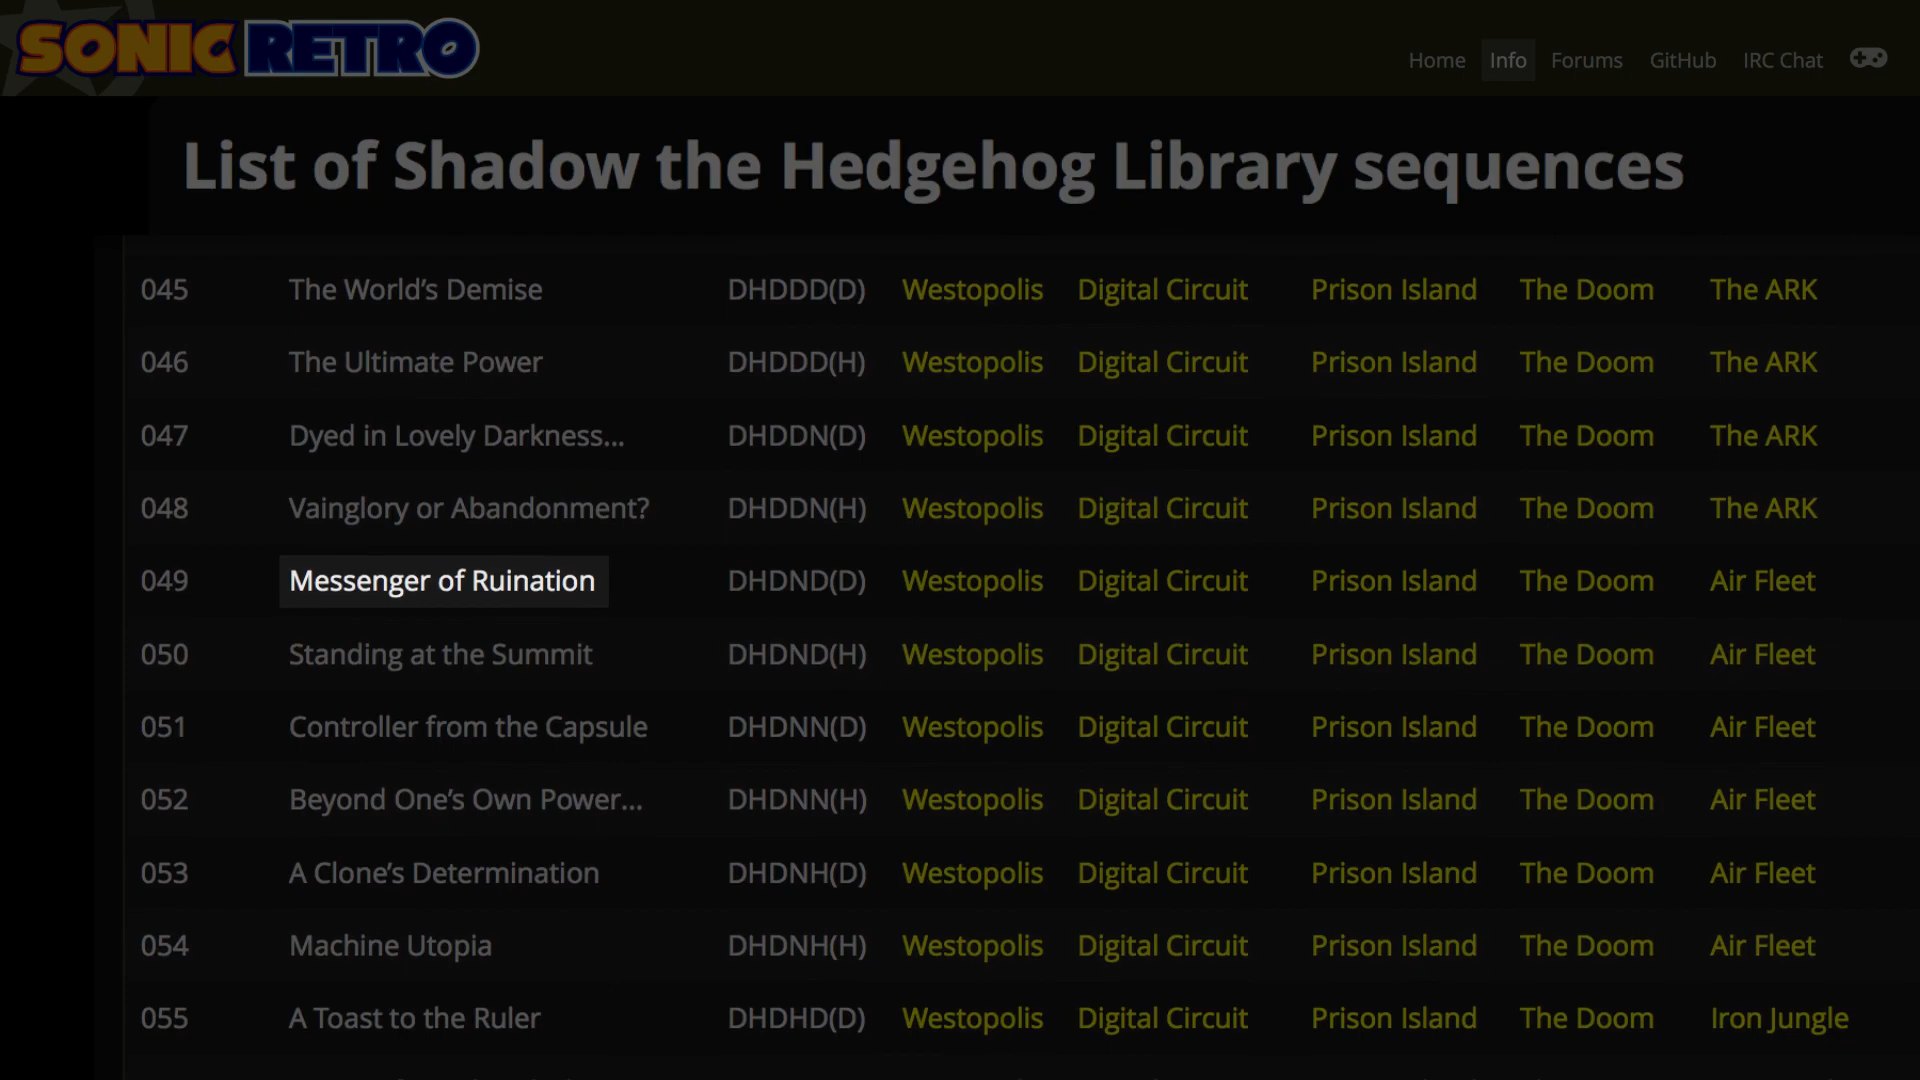 SONIC RETRO
Home Info Forums GitHub IRC Chat
List of Shadow the Hedgehog Library sequences
045 The World’s Demise DHDDD(D) Westopolis Digital Circuit Prison Island The Doom The ARK
046 The Ultimate Power DHDDD(H) Westopolis Digital Circuit Prison Island The Doom The ARK
047 Dyed in Lovely Darkness... DHDDN(D) Westopolis Digital Circuit Prison Island The Doom The ARK
048 Vainglory or Abandonment? DHDDN(H) Westopolis Digital Circuit Prison Island The Doom The ARK
049 Messenger of Ruination DHDND(D) Westopolis Digital Circuit Prison Island The Doom Air Fleet
050 Standing at the Summit DHDND(H) Westopolis Digital Circuit Prison Island The Doom Air Fleet
051 Controller from the Capsule DHDNN(D) Westopolis Digital Circuit Prison Island The Doom Air Fleet
052 Beyond One’s Own Power... DHDNN(H) Westopolis Digital Circuit Prison Island The Doom Air Fleet
053 A Clone’s Determination DHDNH(D) Westopolis Digital Circuit Prison Island The Doom Air Fleet
054 Machine Utopia DHDNH(H) Westopolis Digital Circuit Prison Island The Doom Air Fleet
055 A Toast to the Ruler DHDHD(D) Westopolis Digital Circuit Prison Island The Doom Iron Jungle